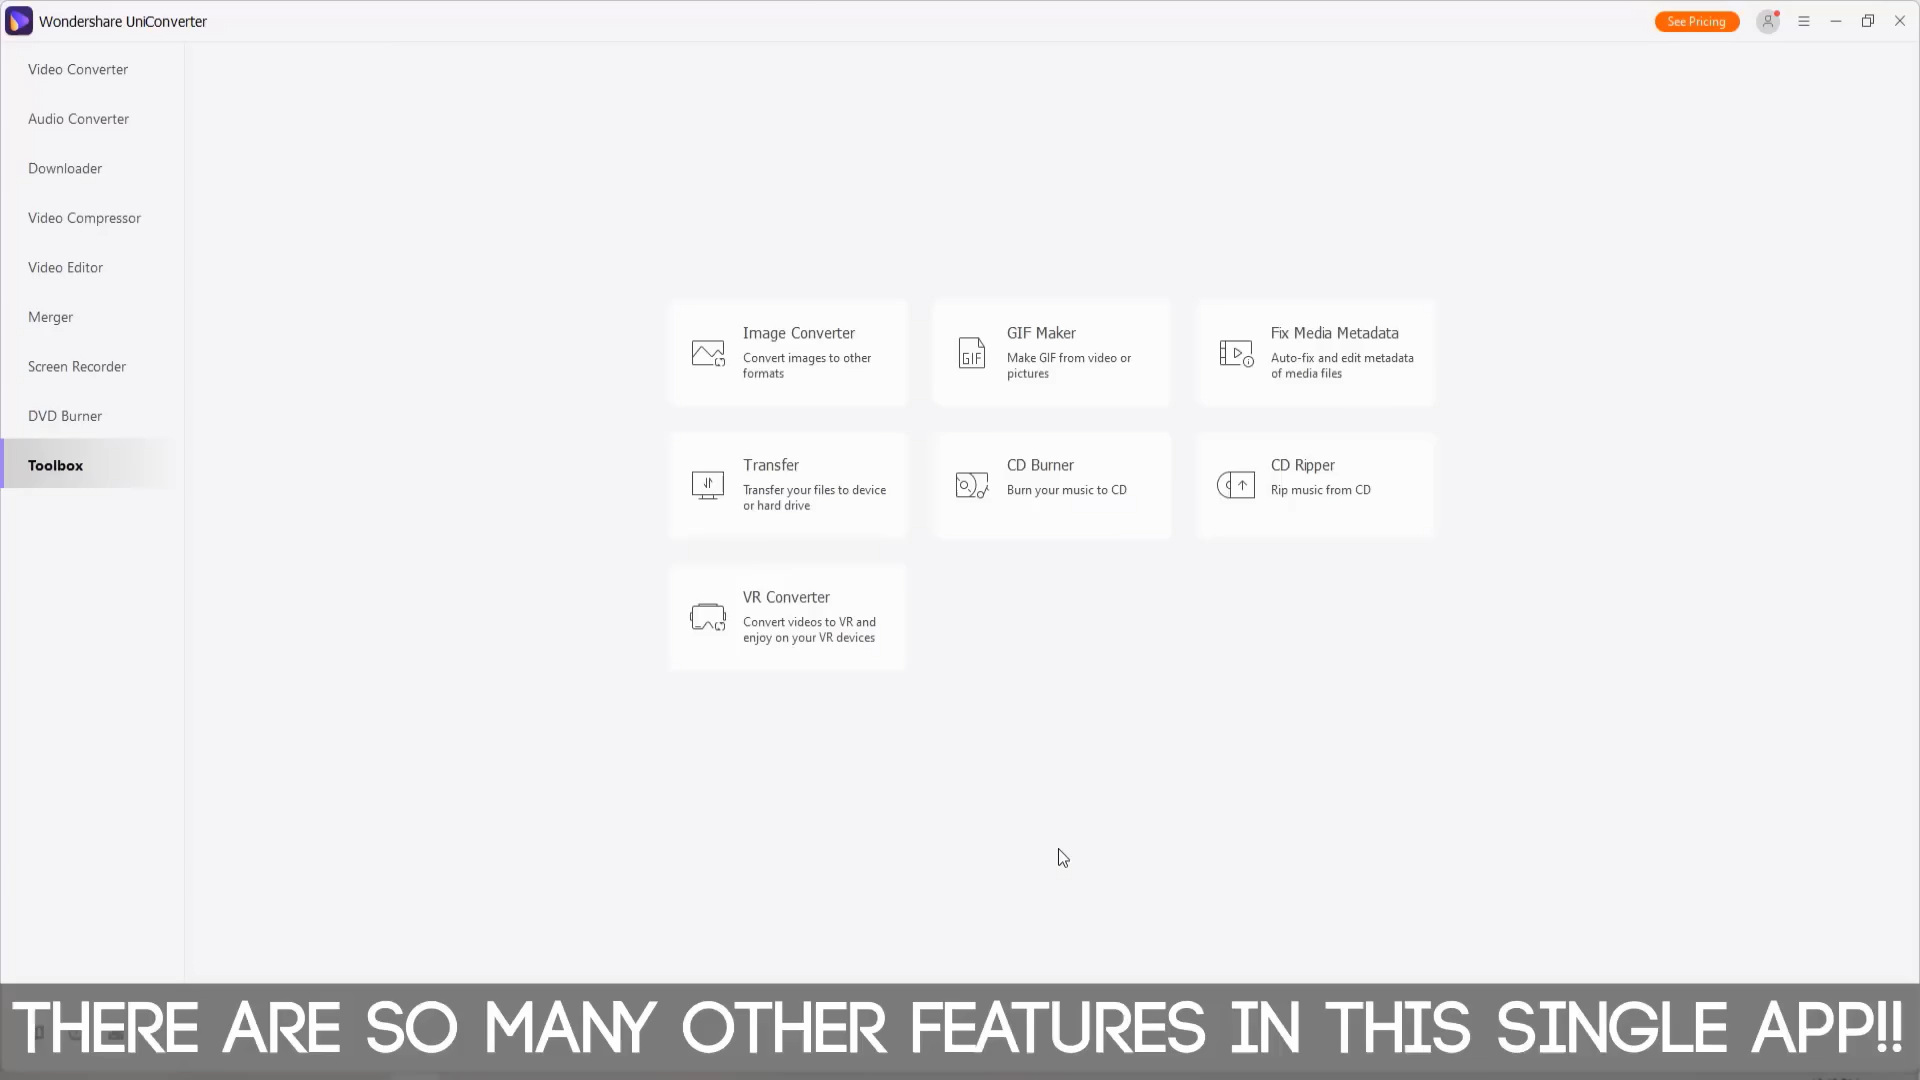 Wondershare UniConverter
See Pricing
Video Converter
Audio Converter
Downloader
Video Compressor
Video Editor
Merger
Screen Recorder
DVD Burner
Toolbox
Image Converter
Convert images to other
formats
GIF Maker
Make GIF from video or
pictures
GIF
Fix Media Metadata
Auto-fix and edit metadata
of media files
Transfer
Transfer your files to device
or hard drive
CD Burner
Burn your music to CD
CD Ripper
Rip music from CD
VR Converter
Convert videos to VR and
enjoy on your VR devices
THERE ARE SO MANY OTHER FEATURES IN THIS SINGLE APP!!